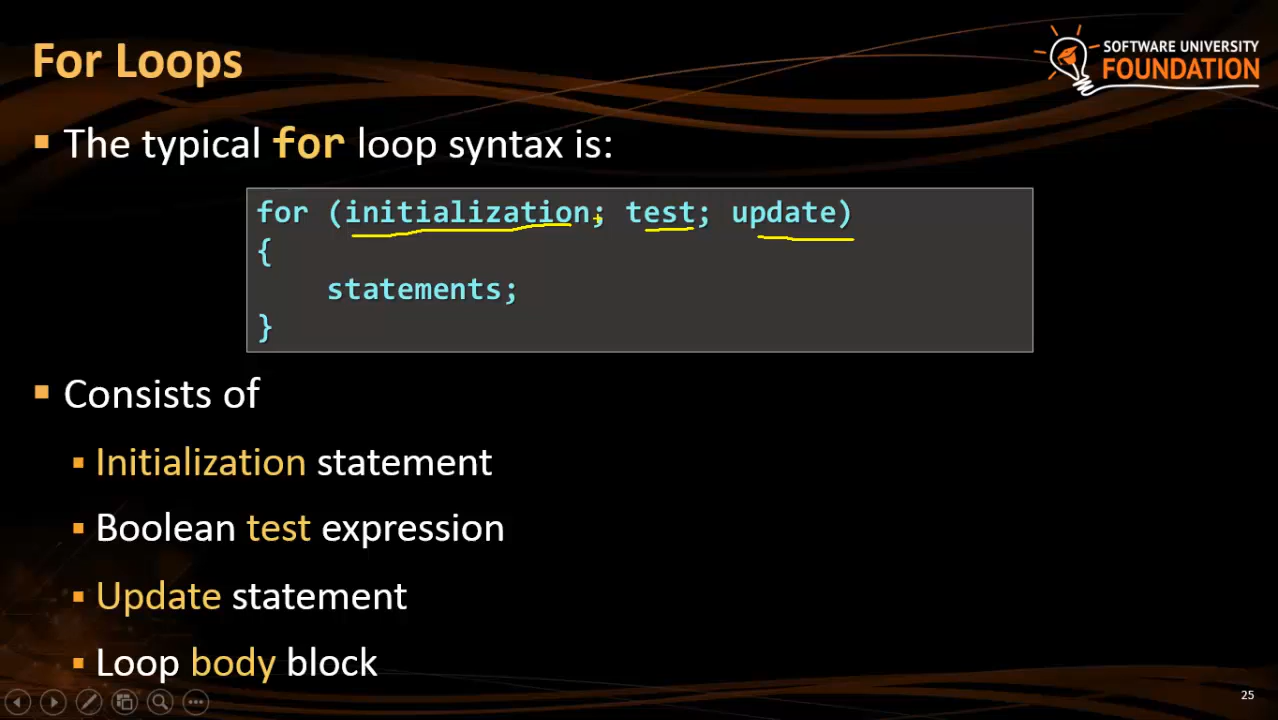 For Loops
SOFTWARE UNIVERSITY
FOUNDATION
▪ The typical for loop syntax is:
for (initialization; test; update)
{
    statements;
}
▪ Consists of
▪ Initialization statement
▪ Boolean test expression
▪ Update statement
▪ Loop body block
25